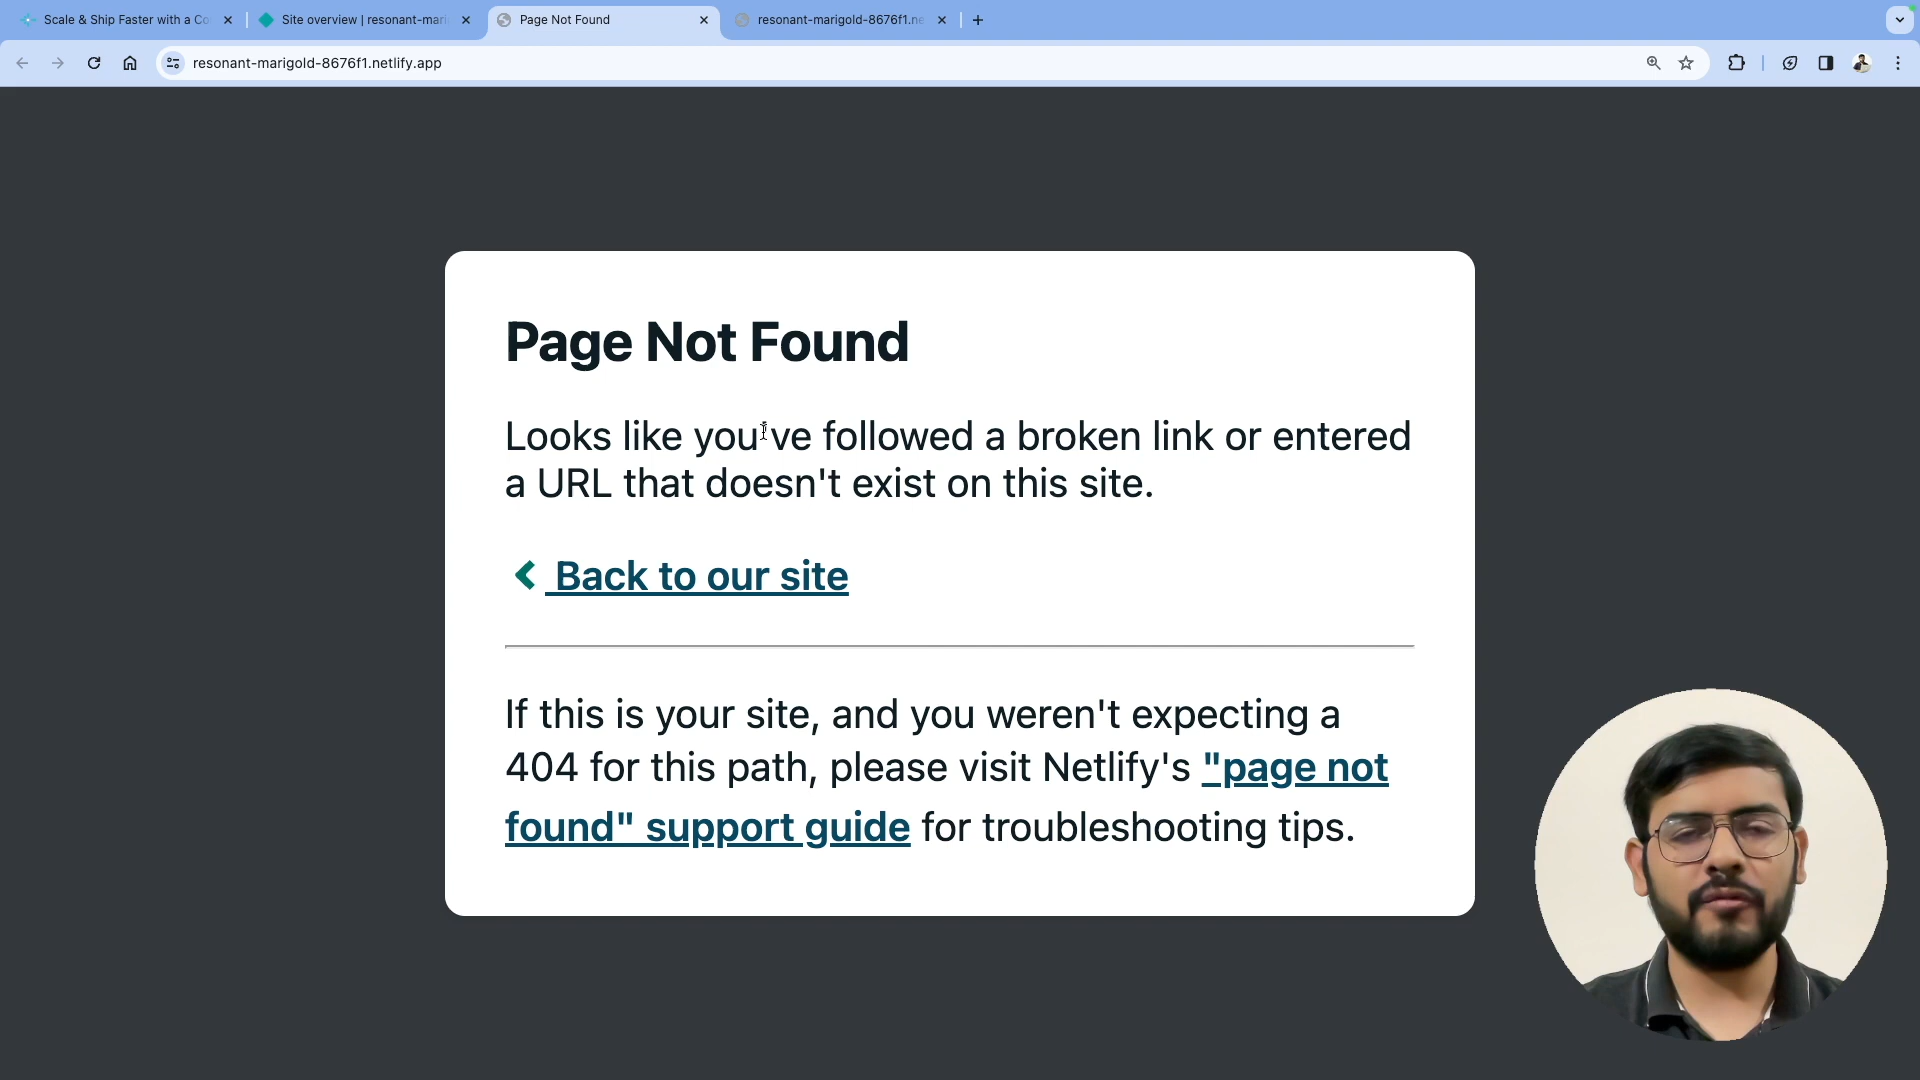 Scale & Ship Faster with a Co
Site overview | resonant-mari
Page Not Found
resonant-marigold-8676f1.ne
resonant-marigold-8676f1.netlify.app
Page Not Found
Looks like you've followed a broken link or entered
a URL that doesn't exist on this site.
Back to our site
If this is your site, and you weren't expecting a
404 for this path, please visit Netlify's "page not
found" support guide for troubleshooting tips.